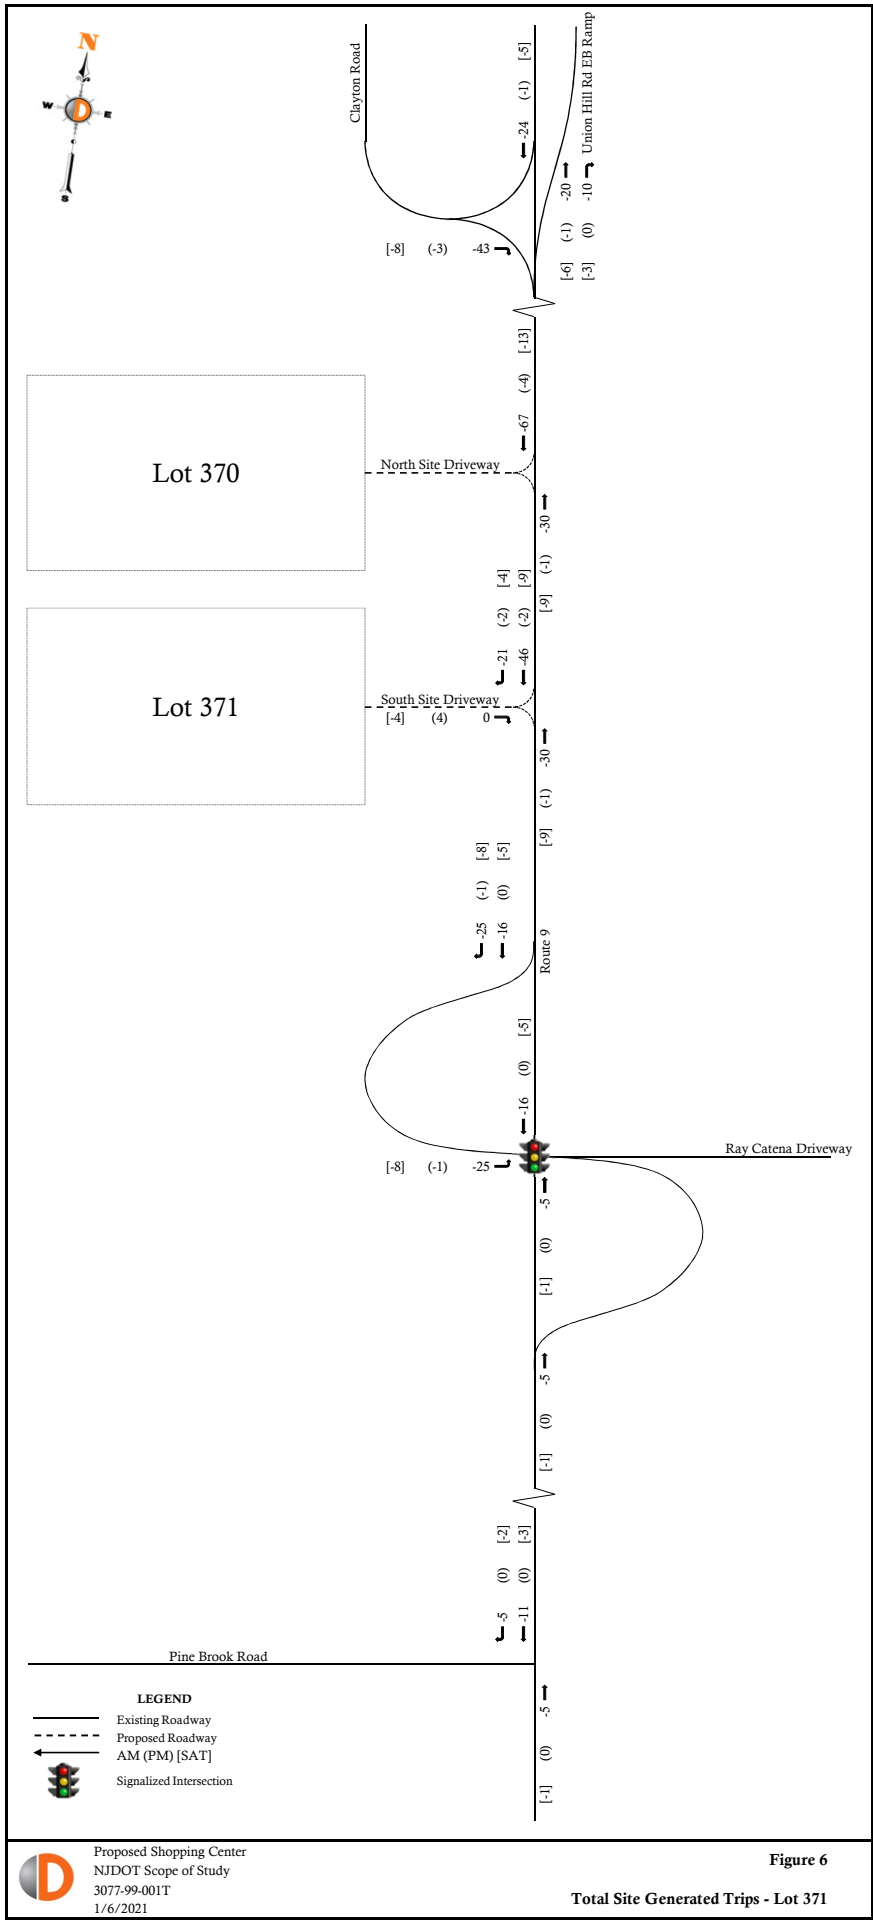 N
W
D
E
S
Clayton Road
[-5]
(-1)
-24
Union Hill Rd EB Ramp
-20
-10
(-1)
(0)
[-6]
[-3]
[-8] (-3) -43
[-13]
(-4)
-67
Lot 370
North Site Driveway
-30
(-1)
[-9]
[-4] [-9]
(-2) (-2)
-21 -46
Lot 371
South Site Driveway
[-4] (4) 0
-30
(-1)
[-9]
[-8] [-5]
(-1) (0)
-25 -16
Route 9
[-5]
(0)
-16
Ray Catena Driveway
[-8] (-1) -25
-5
(0)
[-1]
-5
(0)
[-1]
[-2] [-3]
(0) (0)
-5 -11
Pine Brook Road
-5
(0)
[-1]
LEGEND
Existing Roadway
Proposed Roadway
AM (PM) [SAT]
Signalized Intersection
D
Proposed Shopping Center
NJDOT Scope of Study
3077-99-001T
1/6/2021
Figure 6
Total Site Generated Trips - Lot 371